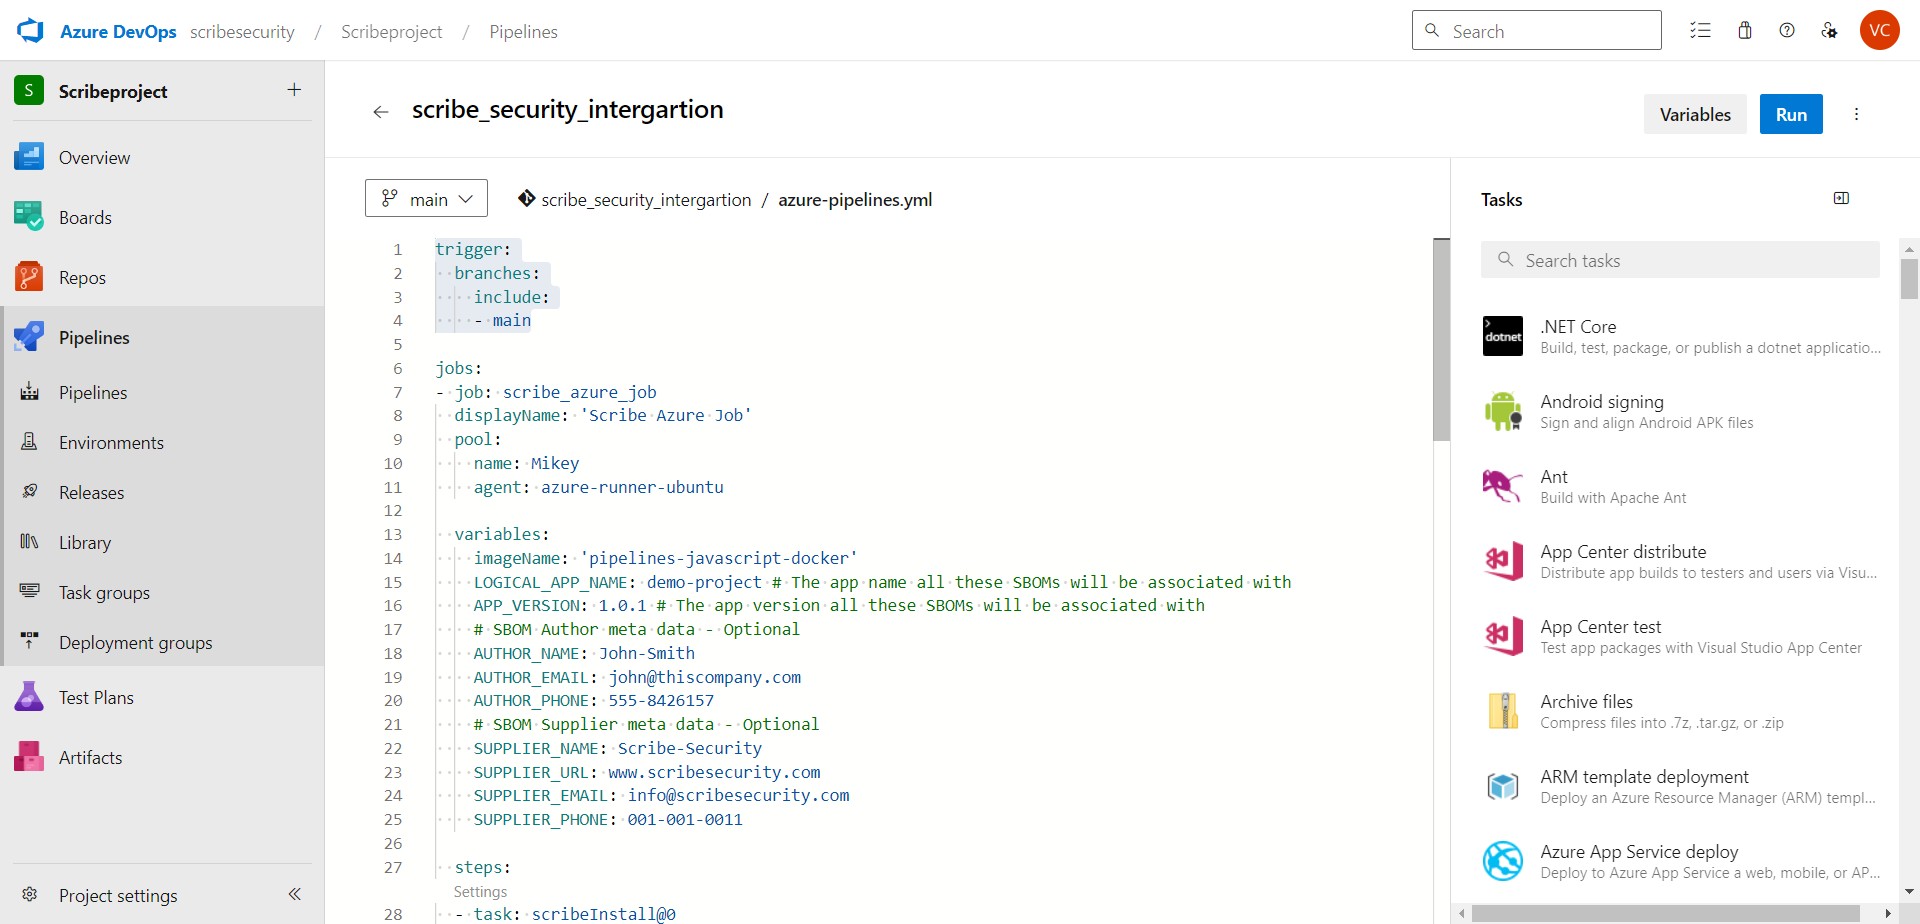 Azure DevOps scribesecurity / Scribeproject / Pipelines
Search
VC
S Scribeproject +
Overview
Boards
Repos
Pipelines
Pipelines
Environments
Releases
Library
Task groups
Deployment groups
Test Plans
Artifacts
Project settings
scribe_security_intergartion
Variables
Run
main
scribe_security_intergartion / azure-pipelines.yml
1 trigger:
2 branches:
3 include:
4 - main
5
6 jobs:
7 - job: scribe_azure_job
8 displayName: 'Scribe Azure Job'
9 pool:
10 name: Mikey
11 agent: azure-runner-ubuntu
12
13 variables:
14 imageName: 'pipelines-javascript-docker'
15 LOGICAL_APP_NAME: demo-project # The app name all these SBOMs will be associated with
16 APP_VERSION: 1.0.1 # The app version all these SBOMs will be associated with
17 # SBOM Author meta data - Optional
18 AUTHOR_NAME: John-Smith
19 AUTHOR_EMAIL: john@thiscompany.com
20 AUTHOR_PHONE: 555-8426157
21 # SBOM Supplier meta data - Optional
22 SUPPLIER_NAME: Scribe-Security
23 SUPPLIER_URL: www.scribesecurity.com
24 SUPPLIER_EMAIL: info@scribesecurity.com
25 SUPPLIER_PHONE: 001-001-0011
26
27 steps:
Settings
28 - task: scribeInstall@0
Tasks
Search tasks
dotnet
.NET Core
Build, test, package, or publish a dotnet applicatio...
Android signing
Sign and align Android APK files
Ant
Build with Apache Ant
App Center distribute
Distribute app builds to testers and users via Visu...
App Center test
Test app packages with Visual Studio App Center
Archive files
Compress files into .7z, .tar.gz, or .zip
ARM template deployment
Deploy an Azure Resource Manager (ARM) templ...
Azure App Service deploy
Deploy to Azure App Service a web, mobile, or AP...